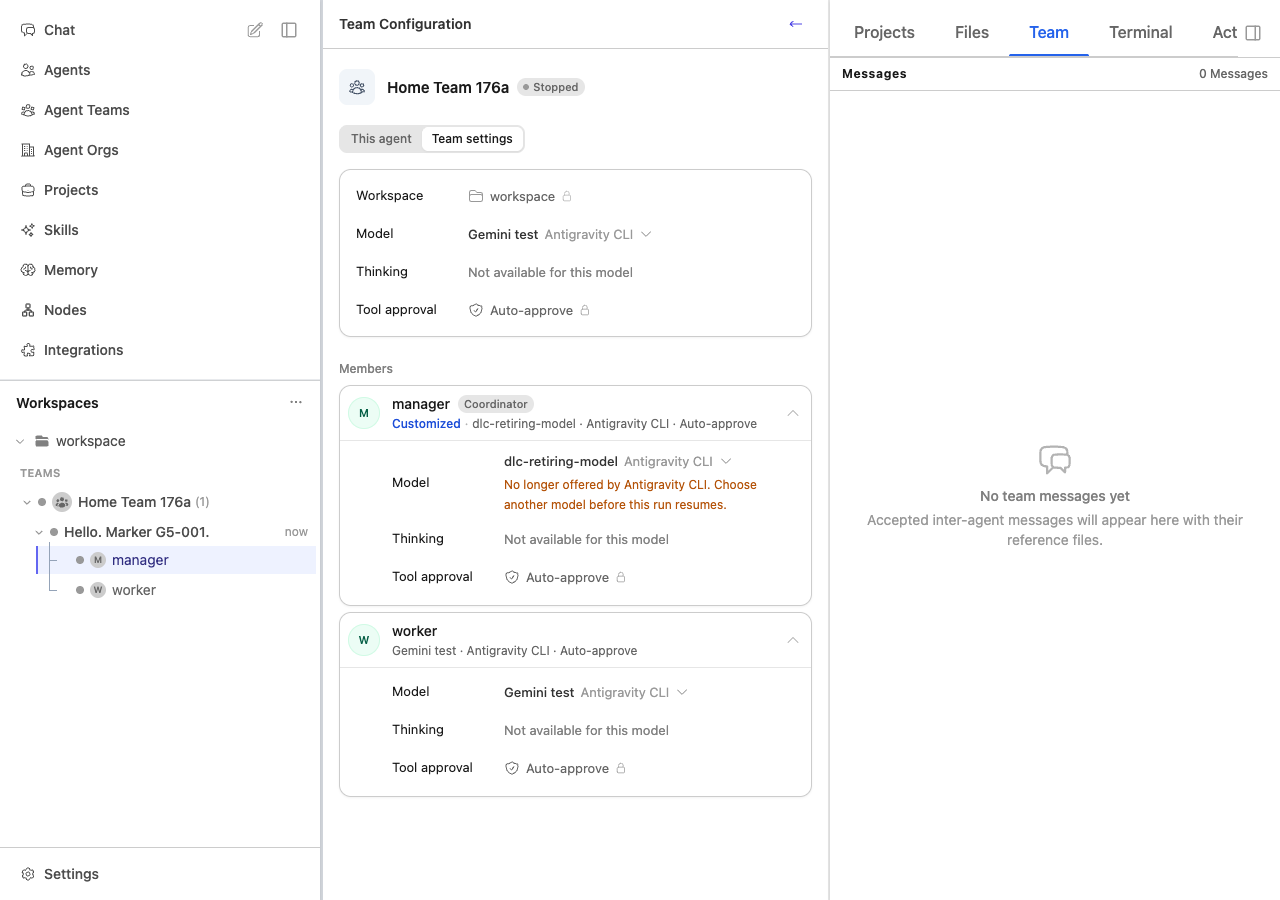 Chat
Agents
Agent Teams
Agent Orgs
Projects
Skills
Memory
Nodes
Integrations
Workspaces
workspace
TEAMS
Home Team 176a (1)
Hello. Marker G5-001. now
M manager
W worker
Settings
Team Configuration
Home Team 176a Stopped
This agent Team settings
Workspace workspace
Model Gemini test Antigravity CLI
Thinking Not available for this model
Tool approval Auto-approve
Members
M manager Coordinator
Customized · dlc-retiring-model · Antigravity CLI · Auto-approve
Model dlc-retiring-model Antigravity CLI
No longer offered by Antigravity CLI. Choose
another model before this run resumes.
Thinking Not available for this model
Tool approval Auto-approve
W worker
Gemini test · Antigravity CLI · Auto-approve
Model Gemini test Antigravity CLI
Thinking Not available for this model
Tool approval Auto-approve
Projects Files Team Terminal Act
Messages 0 Messages
No team messages yet
Accepted inter-agent messages will appear here with their
reference files.